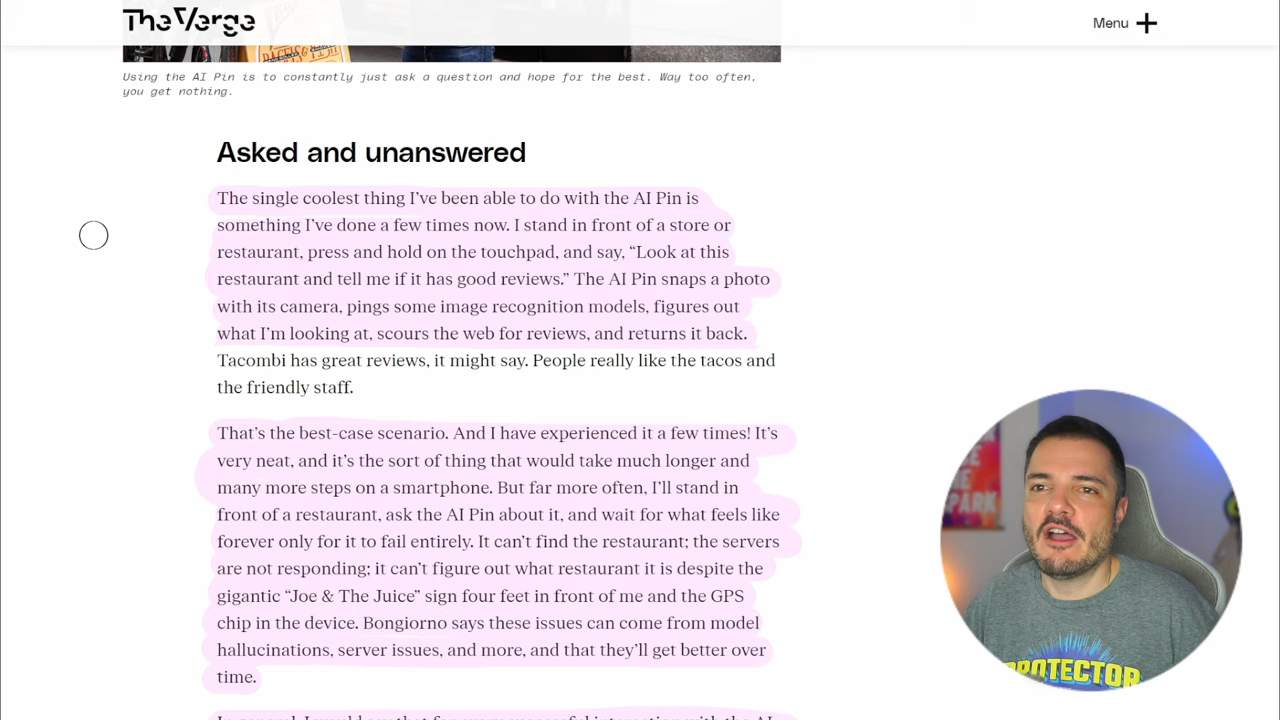 The Verge
Menu
Using the AI Pin is to constantly just ask a question and hope for the best. Way too often,
you get nothing.
Asked and unanswered
The single coolest thing I've been able to do with the AI Pin is
something I've done a few times now. I stand in front of a store or
restaurant, press and hold on the touchpad, and say, “Look at this
restaurant and tell me if it has good reviews.” The AI Pin snaps a photo
with its camera, pings some image recognition models, figures out
what I'm looking at, scours the web for reviews, and returns it back.
Tacombi has great reviews, it might say. People really like the tacos and
the friendly staff.
That's the best-case scenario. And I have experienced it a few times! It's
very neat, and it's the sort of thing that would take much longer and
many more steps on a smartphone. But far more often, I'll stand in
front of a restaurant, ask the AI Pin about it, and wait for what feels like
forever only for it to fail entirely. It can't find the restaurant; the servers
are not responding; it can't figure out what restaurant it is despite the
gigantic “Joe & The Juice” sign four feet in front of me and the GPS
chip in the device. Bongiorno says these issues can come from model
hallucinations, server issues, and more, and that they'll get better over
time.
PROTECTOR